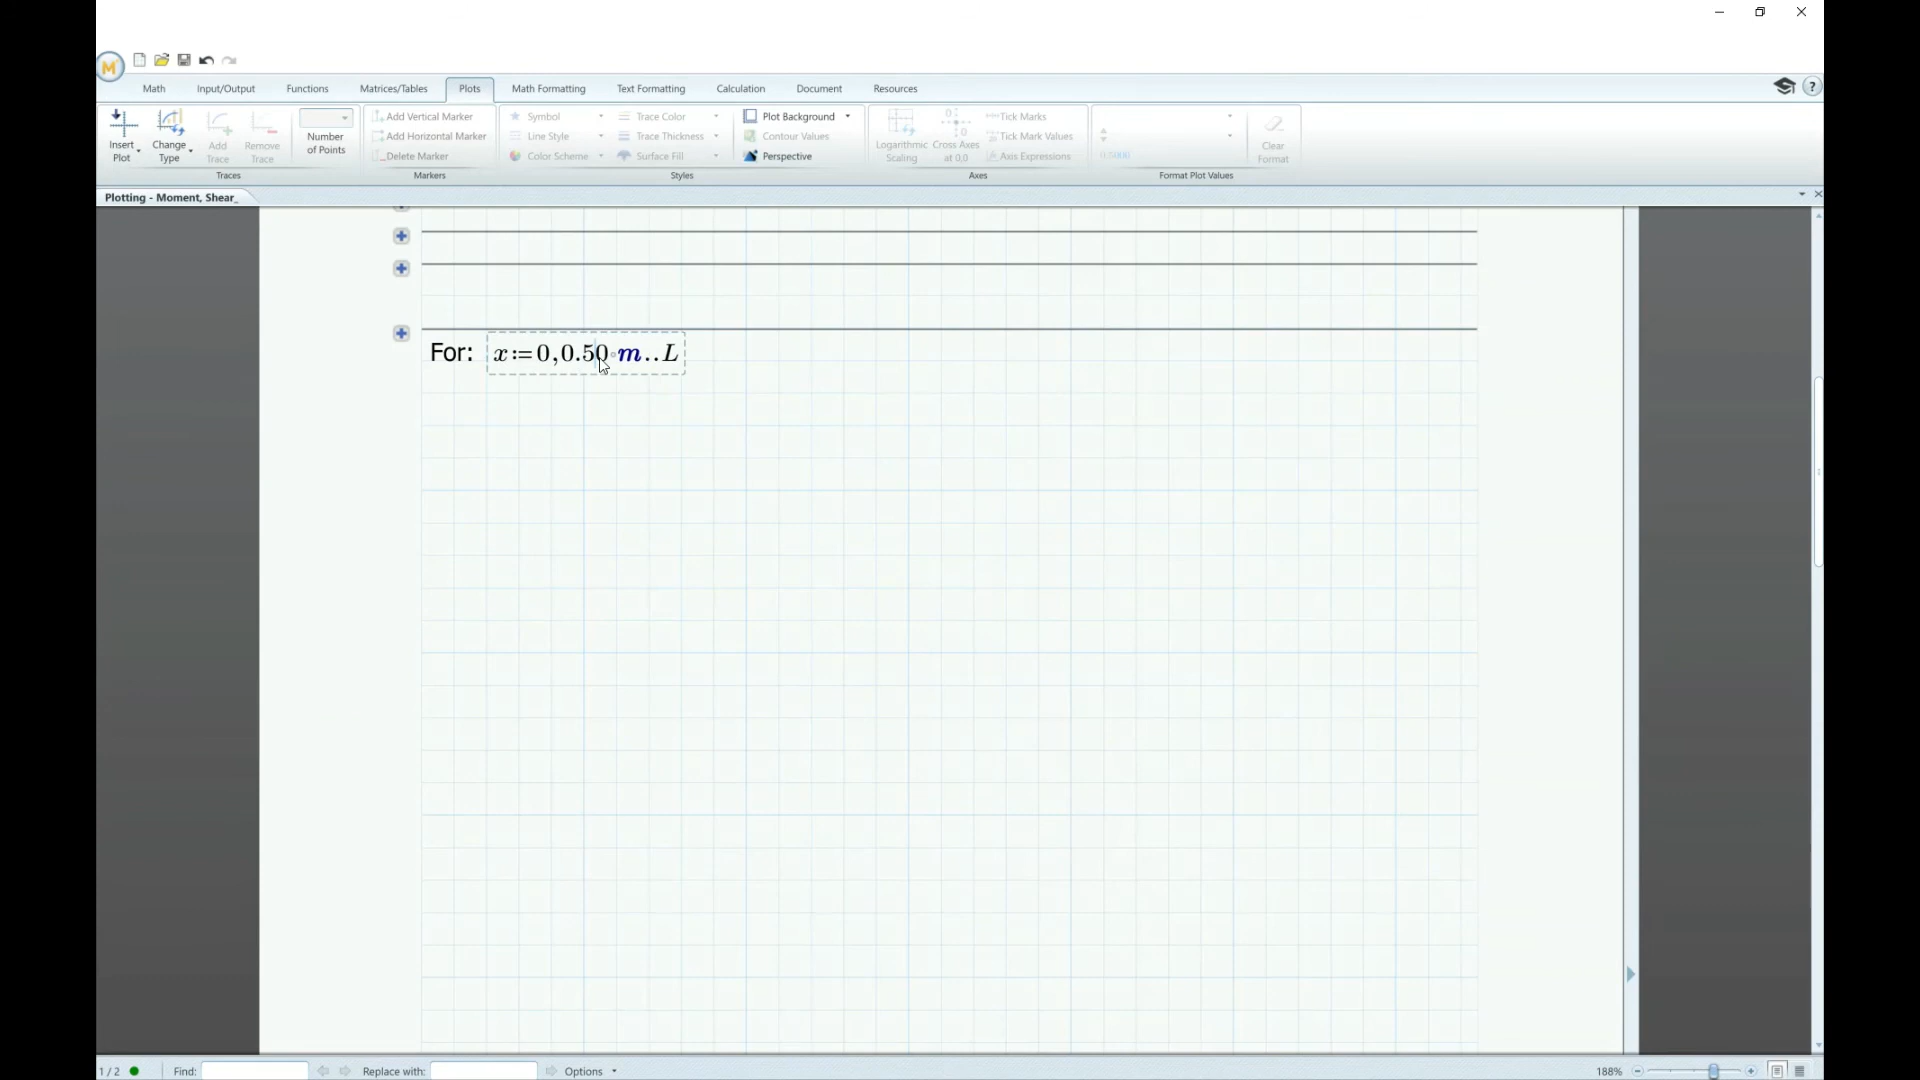 M
Math Input/Output Functions Matrices/Tables Plots Math Formatting Text Formatting Calculation Document Resources ?
Insert Plot
Change Type
Add Trace
Remove Trace
Number of Points
Traces
Add Vertical Marker
Add Horizontal Marker
Delete Marker
Markers
Symbol
Line Style
Color Scheme
Trace Color
Trace Thickness
Surface Fill
Plot Background
Contour Values
Perspective
Styles
Logarithmic Scaling
Cross Axes at 0,0
Tick Marks
Tick Mark Values
Axis Expressions
Axes
Format Plot Values
Clear Format
Plotting - Moment, Shear_
For: x:=0,0.50·m..L
1 / 2 Find: Replace with: Options 188%